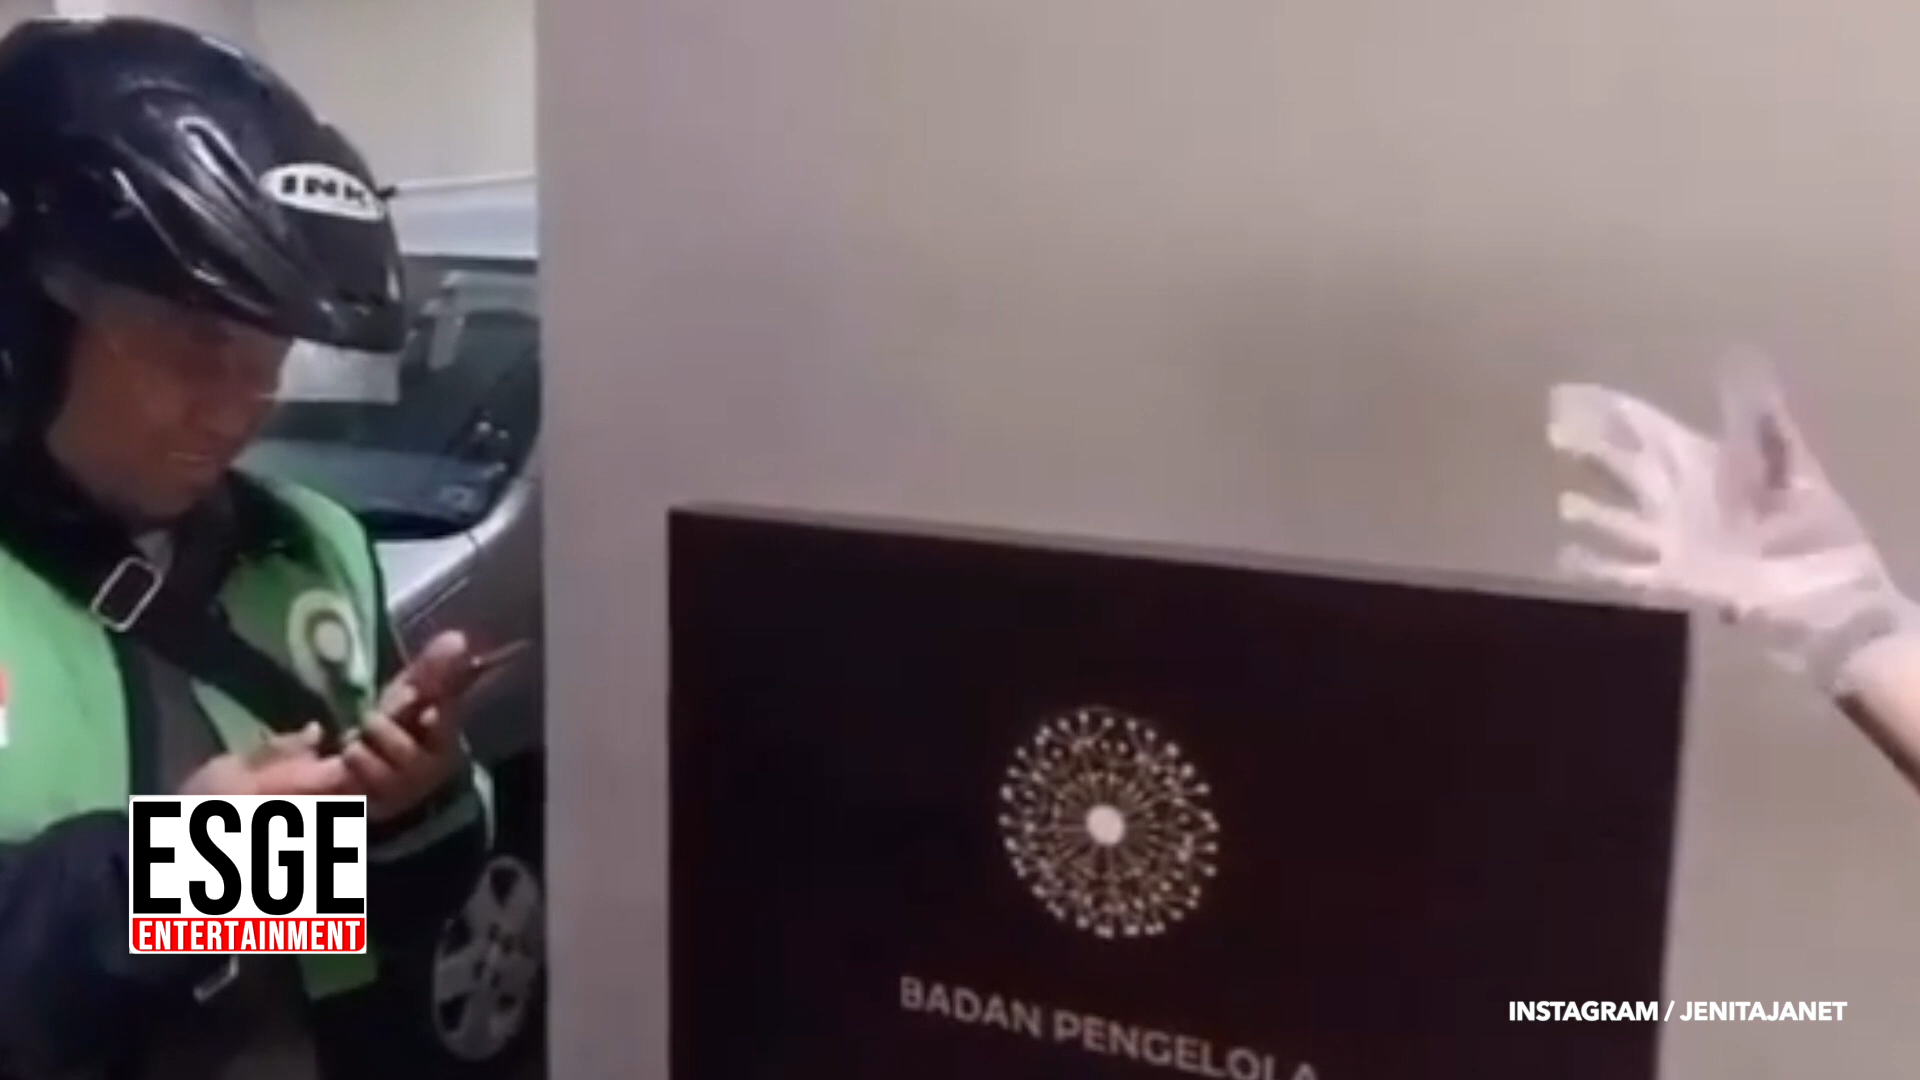 INK
ESGE
ENTERTAINMENT
BADAN PENGELOLA
INSTAGRAM / JENITAJANET